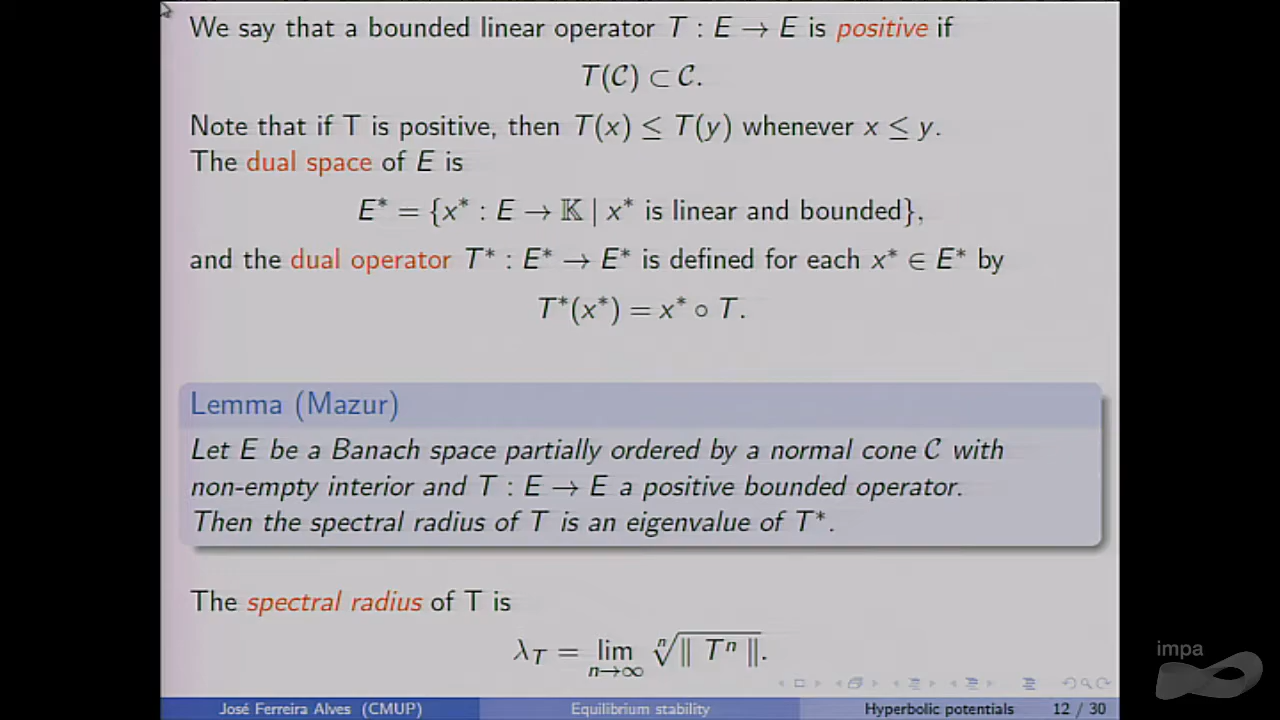 We say that a bounded linear operator T : E → E is positive if
T(𝒞) ⊂ 𝒞.
Note that if T is positive, then T(x) ≤ T(y) whenever x ≤ y.
The dual space of E is
E* = {x* : E → 𝕂 | x* is linear and bounded},
and the dual operator T* : E* → E* is defined for each x* ∈ E* by
T*(x*) = x* ∘ T.
Lemma (Mazur)
Let E be a Banach space partially ordered by a normal cone 𝒞 with
non-empty interior and T : E → E a positive bounded operator.
Then the spectral radius of T is an eigenvalue of T*.
The spectral radius of T is
λ_T = lim_{n→∞} ⁿ√‖ Tⁿ ‖.
impa
José Ferreira Alves (CMUP) Equilibrium stability Hyperbolic potentials 12 / 30